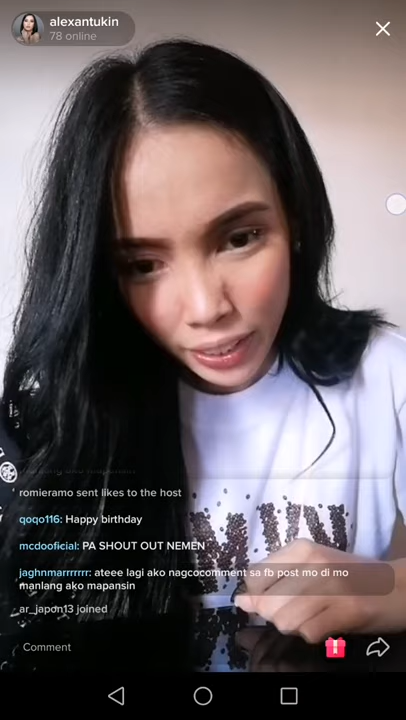 alexantukin
78 online
romieramo sent likes to the host
qoqo116: Happy birthday
mcdoofficial: PA SHOUT OUT NEMEN
jaghnmarrrrrrr: ateee lagi ako nagcocomment sa fb post mo di mo
manlang ako mapansin
ar_japon13 joined
Comment